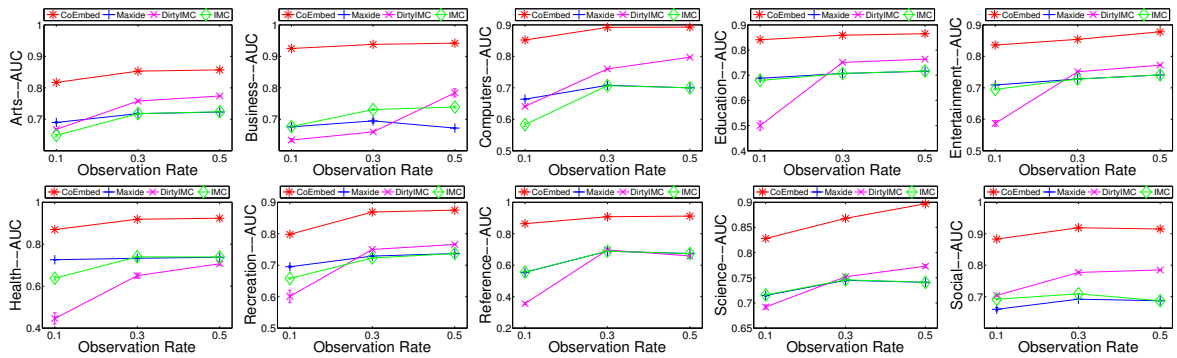 CoEmbed Maxide DirtyIMC IMC
Arts--AUC
1
0.9
0.8
0.7
0.1 0.3 0.5
Observation Rate
CoEmbed Maxide DirtyIMC IMC
Business--AUC
1
0.9
0.8
0.7
0.1 0.3 0.5
Observation Rate
CoEmbed Maxide DirtyIMC IMC
Computers--AUC
1
0.9
0.8
0.7
0.6
0.5
0.1 0.3 0.5
Observation Rate
CoEmbed Maxide DirtyIMC IMC
Education--AUC
1
0.9
0.8
0.7
0.6
0.5
0.4
0.1 0.3 0.5
Observation Rate
CoEmbed Maxide DirtyIMC IMC
Entertainment--AUC
1
0.9
0.8
0.7
0.6
0.5
0.1 0.3 0.5
Observation Rate
CoEmbed Maxide DirtyIMC IMC
Health--AUC
1
0.8
0.6
0.4
0.1 0.3 0.5
Observation Rate
CoEmbed Maxide DirtyIMC IMC
Recreation--AUC
0.9
0.8
0.7
0.6
0.5
0.1 0.3 0.5
Observation Rate
CoEmbed Maxide DirtyIMC IMC
Reference--AUC
1
0.8
0.6
0.4
0.2
0.1 0.3 0.5
Observation Rate
CoEmbed Maxide DirtyIMC IMC
Science--AUC
0.9
0.85
0.8
0.75
0.7
0.65
0.1 0.3 0.5
Observation Rate
CoEmbed Maxide DirtyIMC IMC
Social--AUC
1
0.9
0.8
0.7
0.1 0.3 0.5
Observation Rate